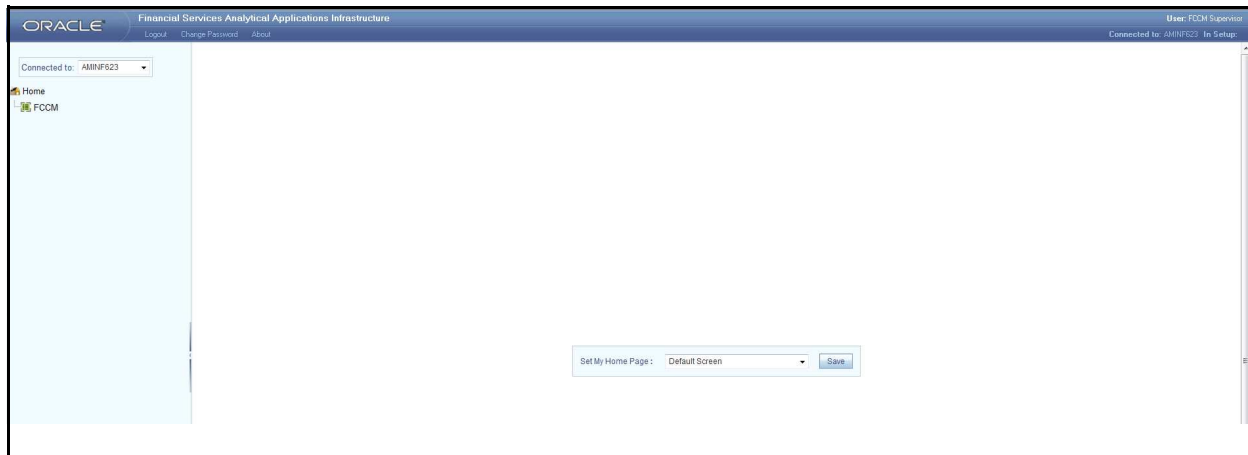 ORACLE
Financial Services Analytical Applications Infrastructure
User: FCCM Supervisor
Logout Change Password About
Connected to: AMINF623 In Setup:
Connected to: AMINF623
Home
FCCM
Set My Home Page : Default Screen Save